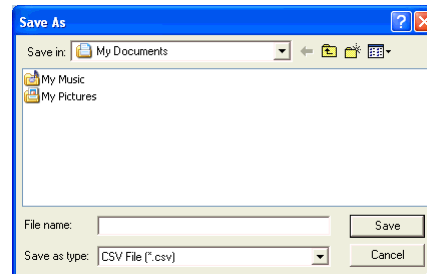 Save As
Save in: My Documents
My Music
My Pictures
File name: Save
Save as type: CSV File (*.csv) Cancel